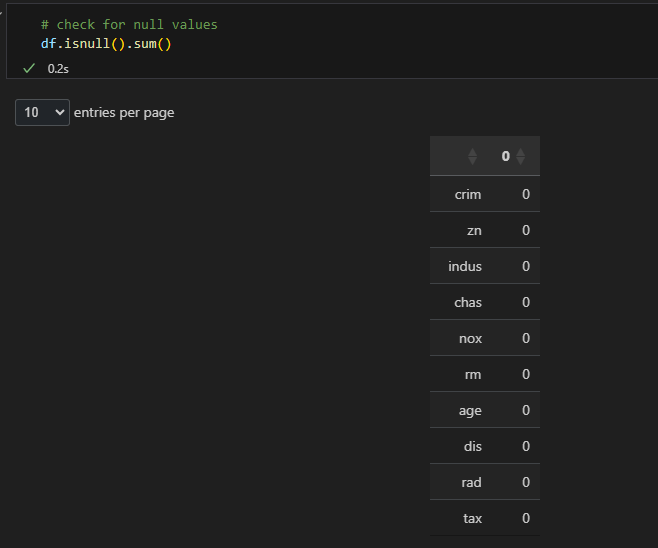 # check for null values
df.isnull().sum()
0.2s
10 entries per page
0
crim 0
zn 0
indus 0
chas 0
nox 0
rm 0
age 0
dis 0
rad 0
tax 0